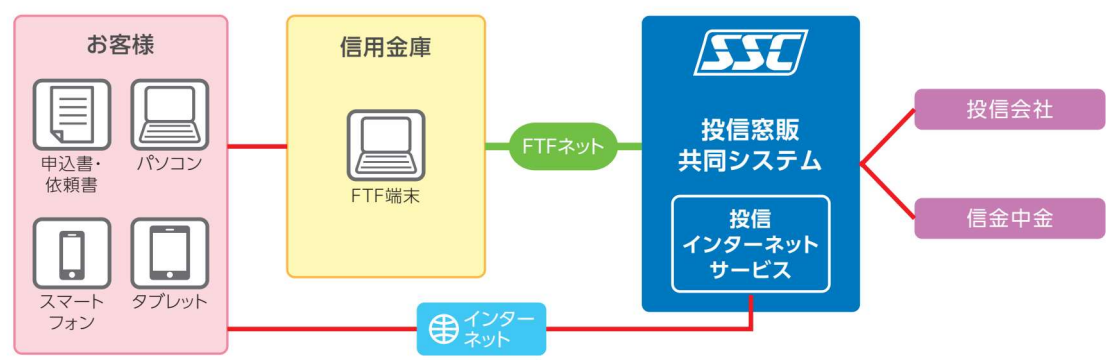 お客様
申込書・
依頼書
パソコン
スマート
フォン
タブレット
信用金庫
FTF端末
FTFネット
SSC
投信窓販
共同システム
投信
インターネット
サービス
インター
ネット
投信会社
信金中金